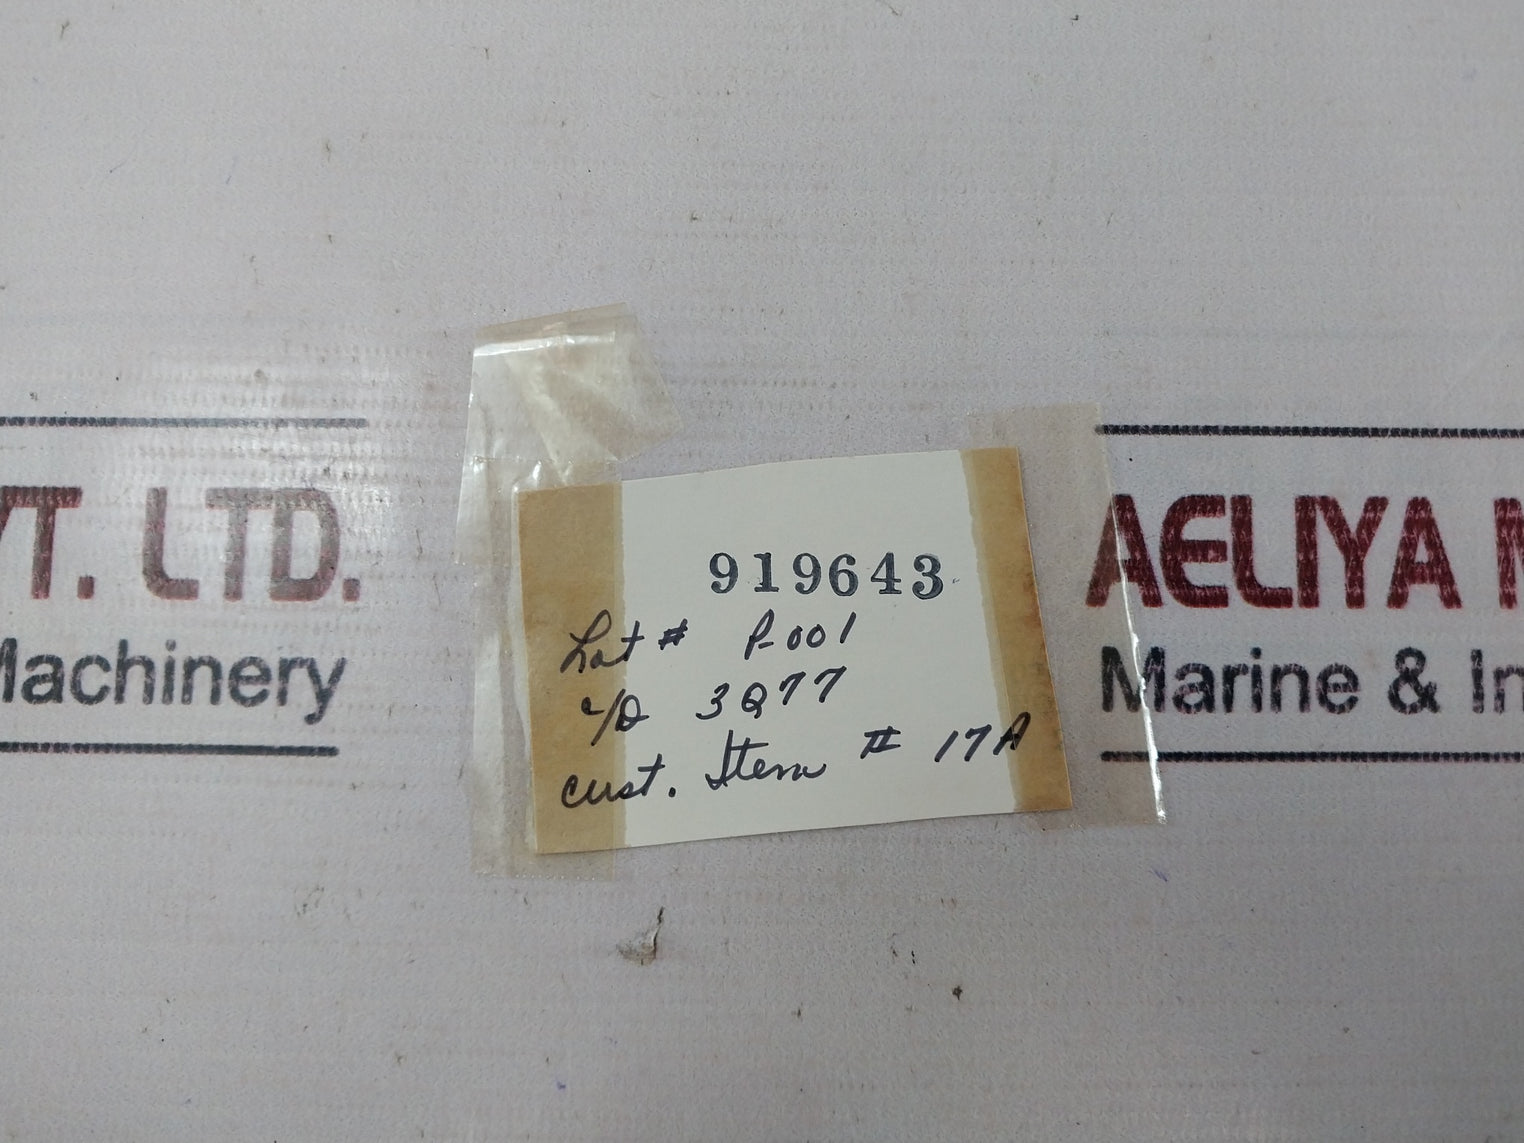 VT. LTD.
Machinery
919643
Lot # P-001
c/D 3Q77
cust. Item # 17A
AELIYA M
Marine & In